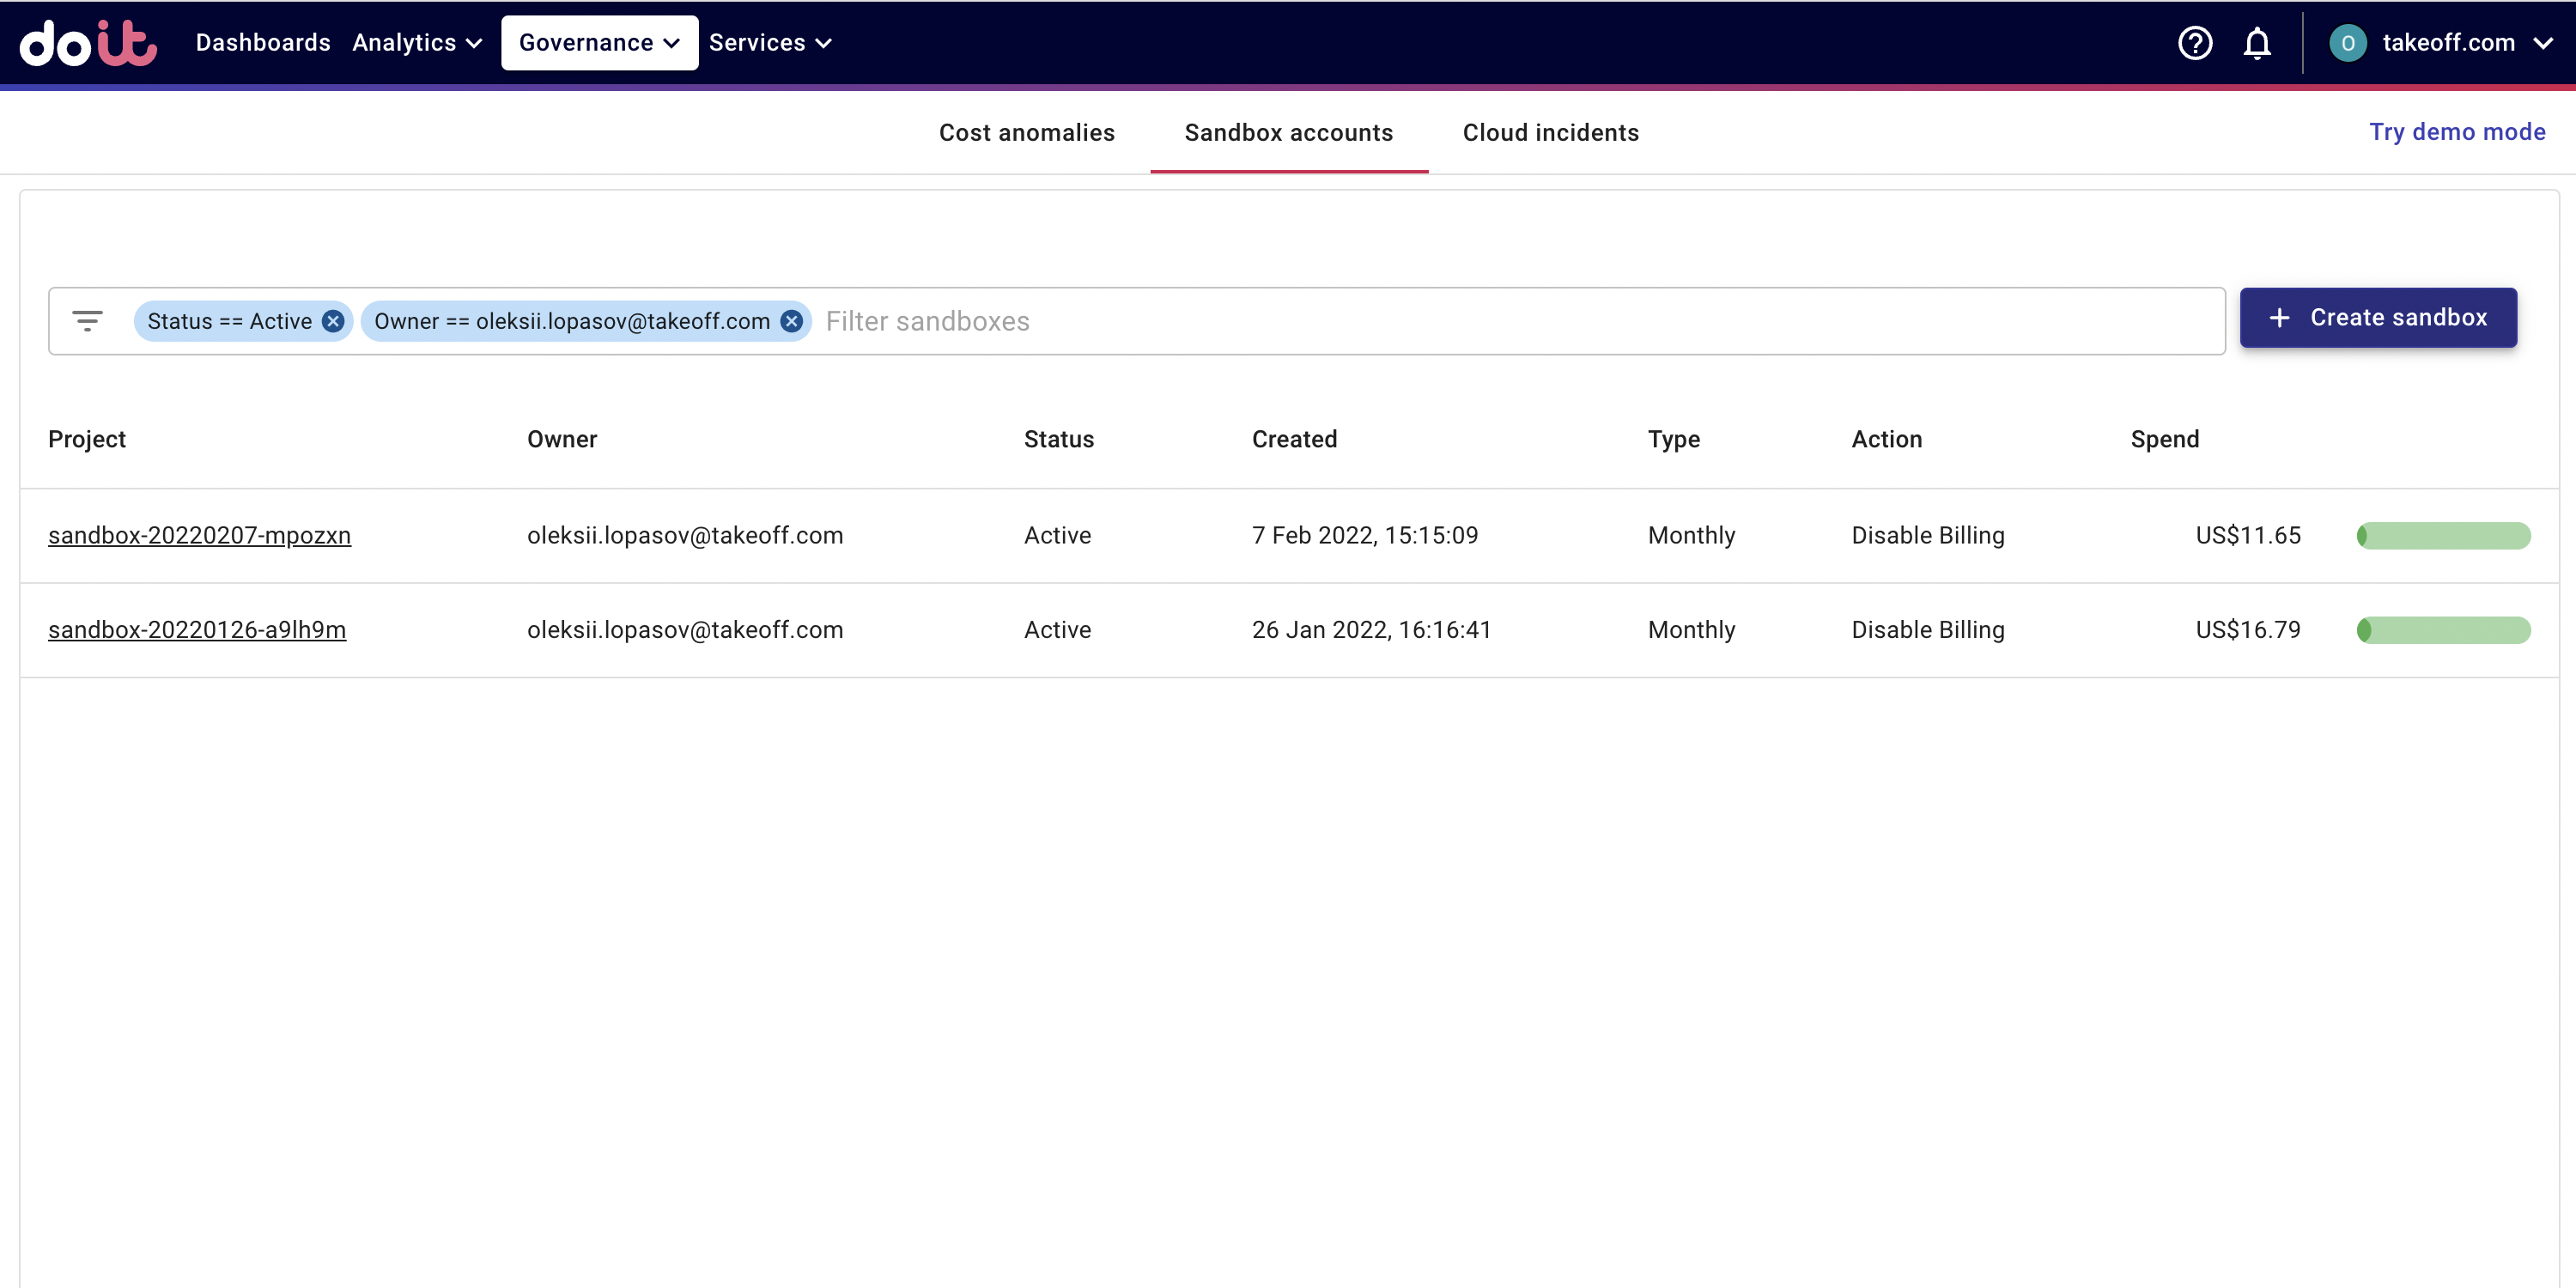 doit Dashboards Analytics Governance Services ? O takeoff.com
Cost anomalies Sandbox accounts Cloud incidents Try demo mode
Status == Active Owner == oleksii.lopasov@takeoff.com Filter sandboxes + Create sandbox
Project Owner Status Created Type Action Spend
sandbox-20220207-mpozxn oleksii.lopasov@takeoff.com Active 7 Feb 2022, 15:15:09 Monthly Disable Billing US$11.65
sandbox-20220126-a9lh9m oleksii.lopasov@takeoff.com Active 26 Jan 2022, 16:16:41 Monthly Disable Billing US$16.79